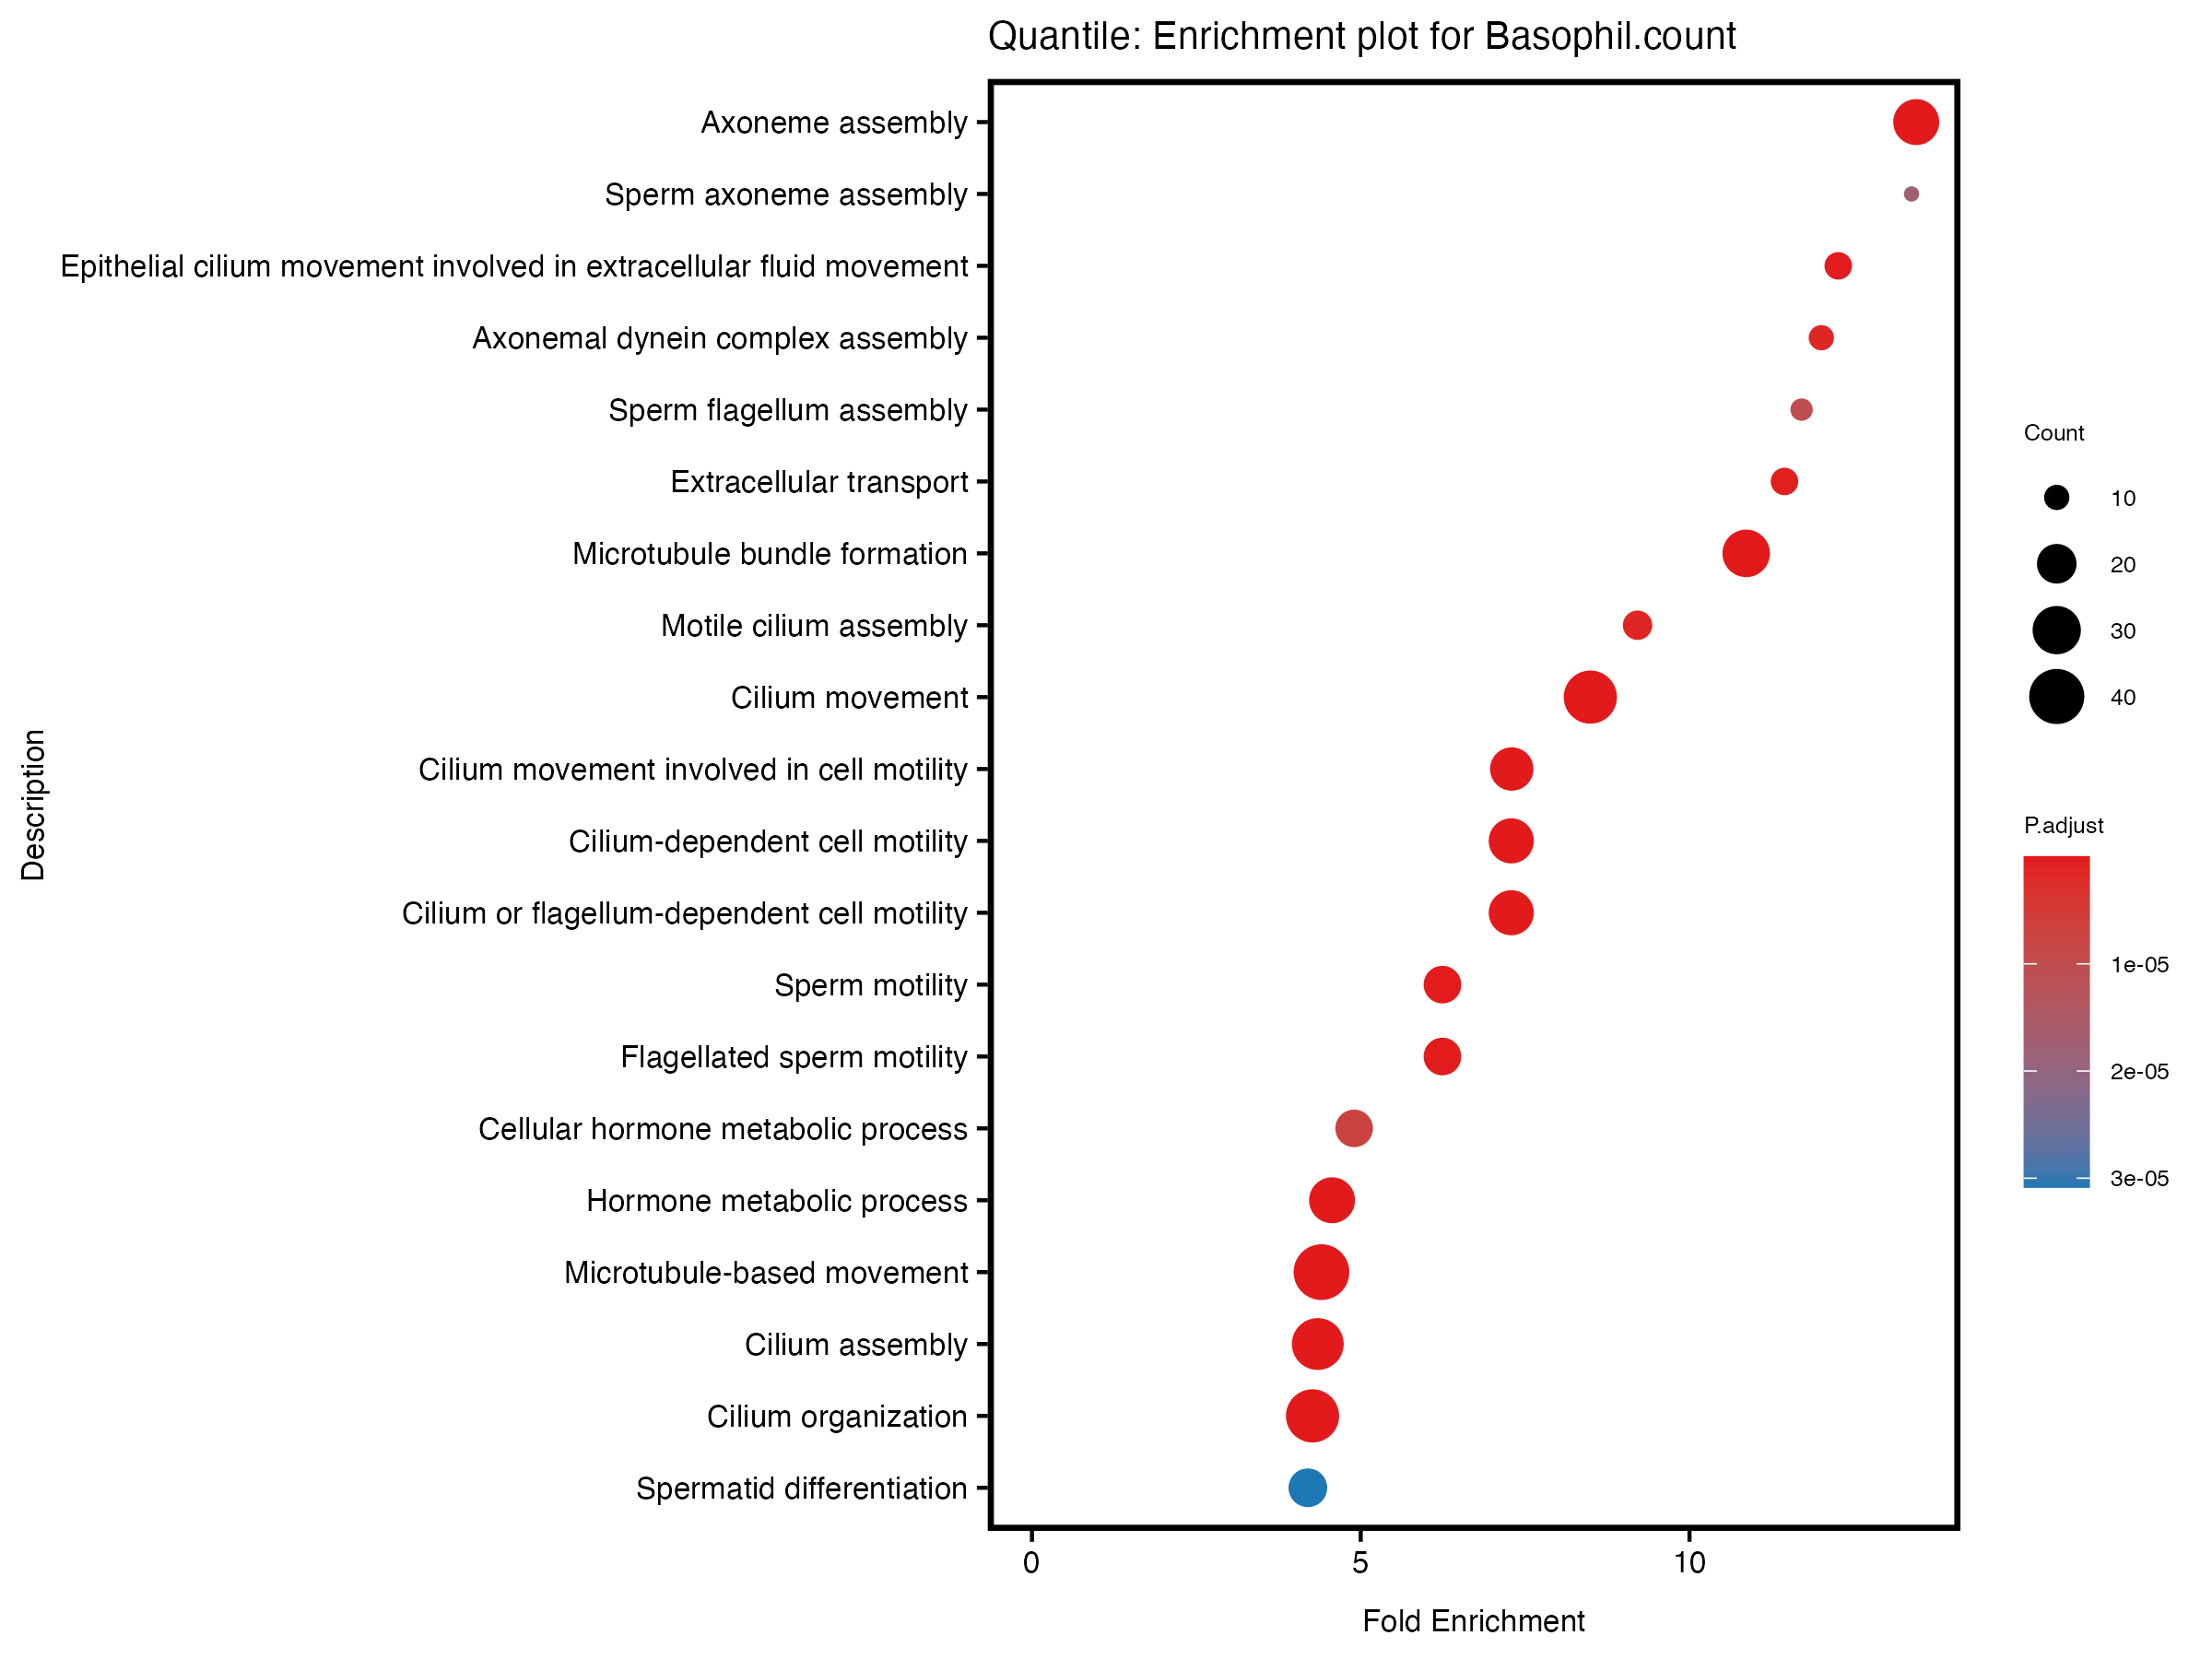 Quantile: Enrichment plot for Basophil.count
Description
Axoneme assembly
Sperm axoneme assembly
Epithelial cilium movement involved in extracellular fluid movement
Axonemal dynein complex assembly
Sperm flagellum assembly
Extracellular transport
Microtubule bundle formation
Motile cilium assembly
Cilium movement
Cilium movement involved in cell motility
Cilium-dependent cell motility
Cilium or flagellum-dependent cell motility
Sperm motility
Flagellated sperm motility
Cellular hormone metabolic process
Hormone metabolic process
Microtubule-based movement
Cilium assembly
Cilium organization
Spermatid differentiation
0 5 10
Fold Enrichment
Count
10
20
30
40
P.adjust
1e-05
2e-05
3e-05